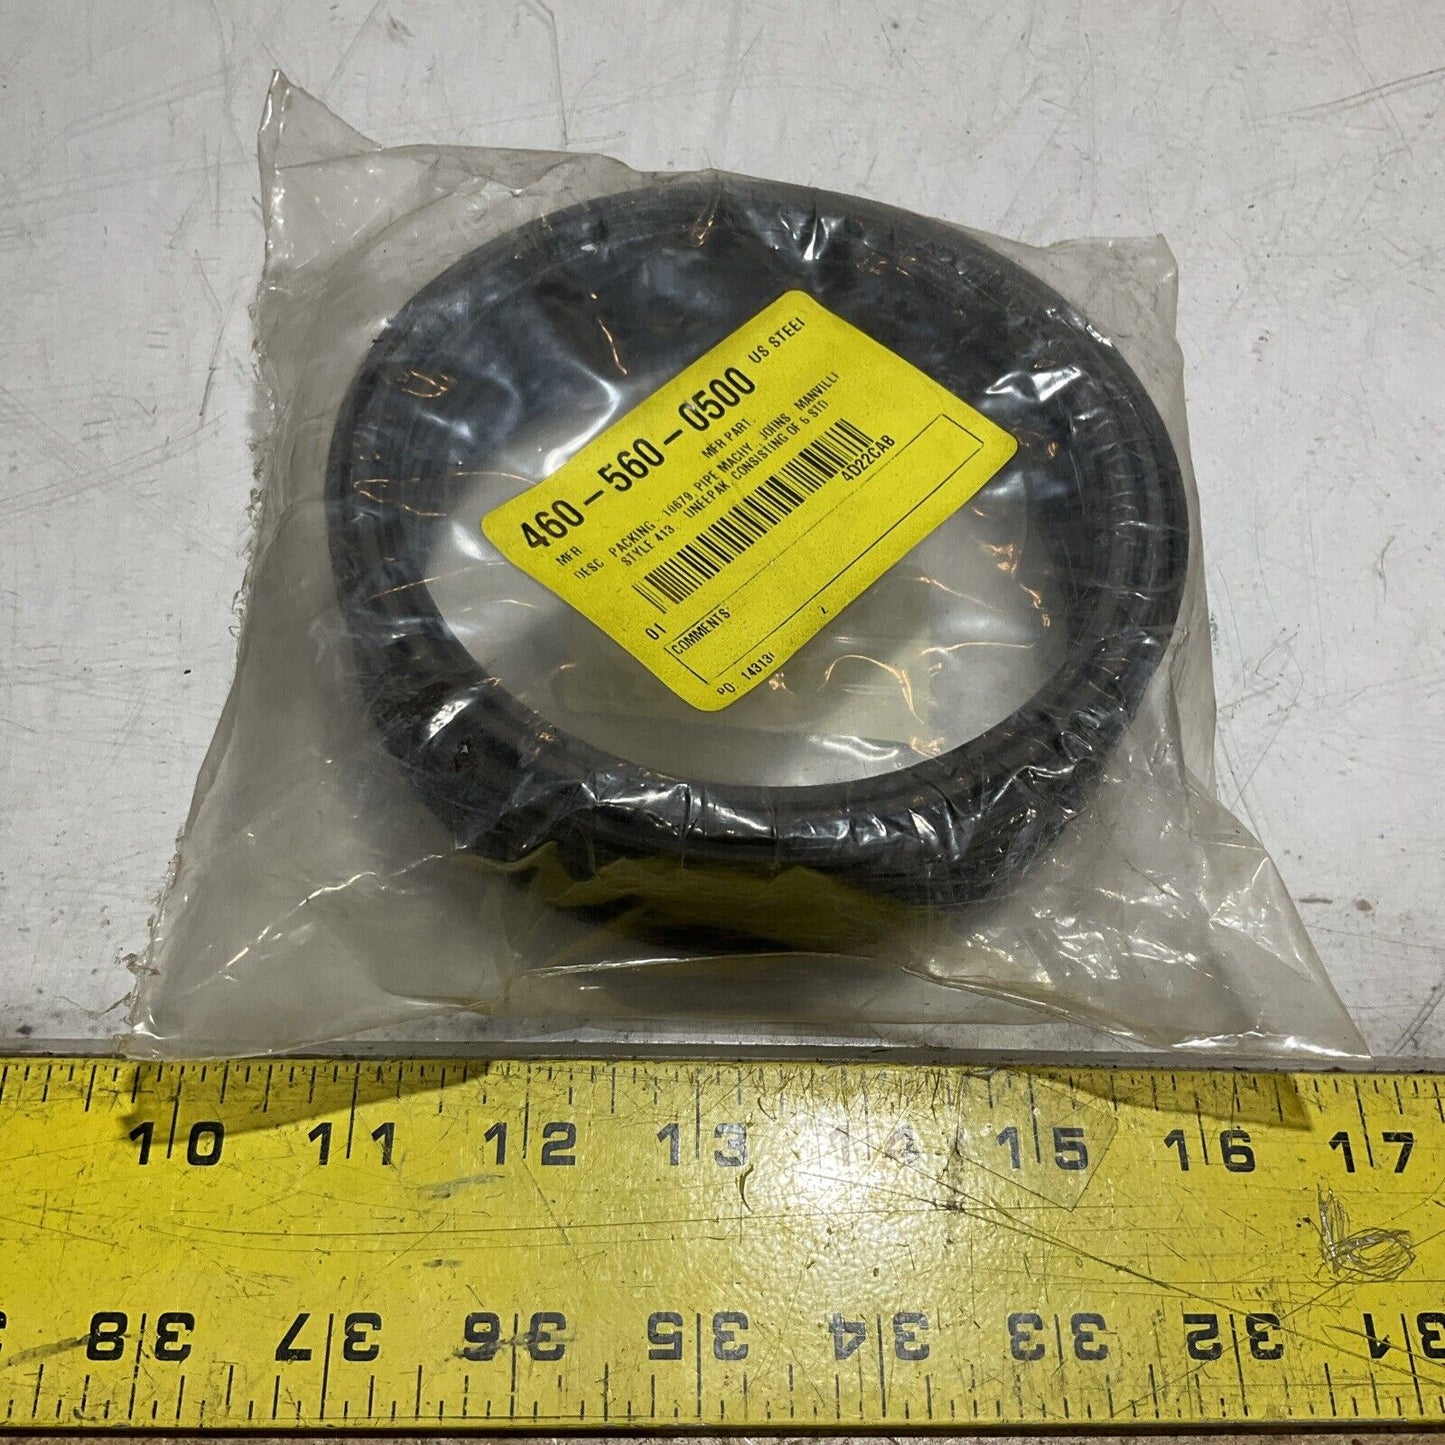 460-560-0500 US STEEL
MFR MFR PART.
DESC PACKING 10679 PIPE MACHY JOHNS MANVILLI
STYLE 413 UNEEPAK CONSISTING OF 5 STD
4D22CAB
01
COMMENTS
PO 14313
10 11 12 13 14 15 16 17
38 37 36 35 34 33 32 31